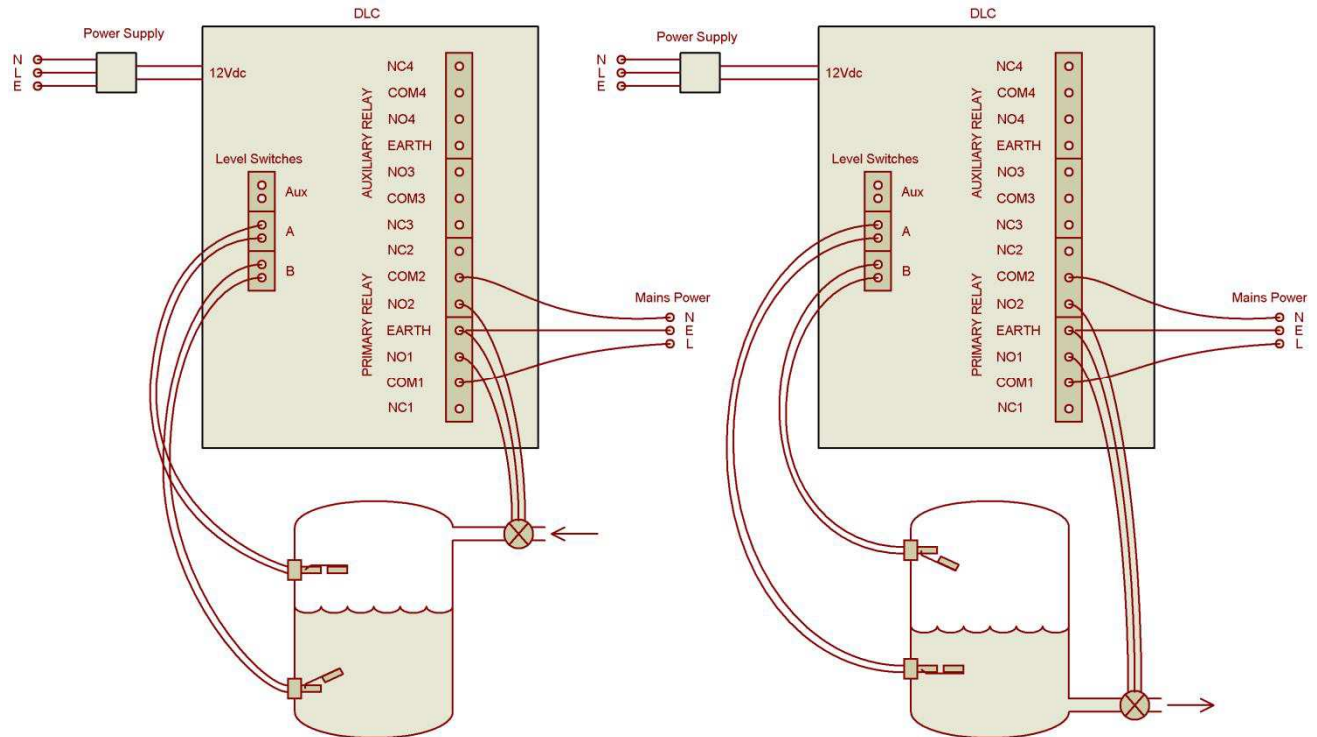 DLC
Power Supply
N
L
E
12Vdc
Level Switches
Aux
A
B
AUXILIARY RELAY
PRIMARY RELAY
NC4
COM4
NO4
EARTH
NO3
COM3
NC3
NC2
COM2
NO2
EARTH
NO1
COM1
NC1
Mains Power
N
E
L
DLC
Power Supply
N
L
E
12Vdc
Level Switches
Aux
A
B
AUXILIARY RELAY
PRIMARY RELAY
NC4
COM4
NO4
EARTH
NO3
COM3
NC3
NC2
COM2
NO2
EARTH
NO1
COM1
NC1
Mains Power
N
E
L